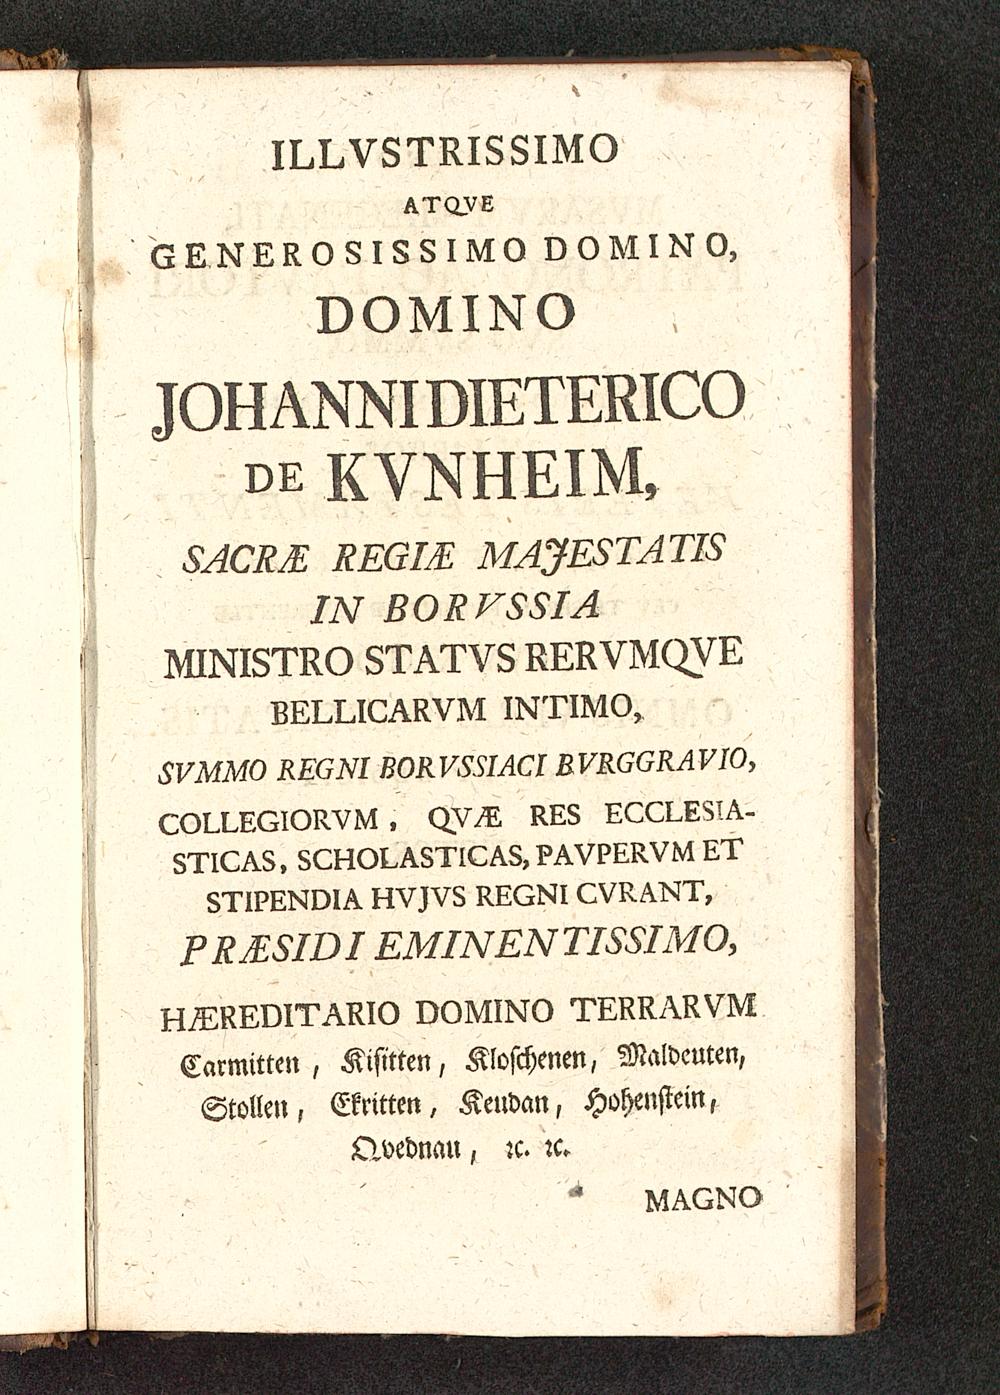 ILLVSTRISSIMO
ATQVE
GENEROSISSIMO DOMINO,
DOMINO
JOHANNI DIETERICO
DE KVNHEIM,
SACRÆ REGIÆ MAJESTATIS
IN BORVSSIA
MINISTRO STATVS RERVMQVE
BELLICARVM INTIMO,
SVMMO REGNI BORVSSIACI BVRGGRAVIO,
COLLEGIORVM, QVÆ RES ECCLESIA-
STICAS, SCHOLASTICAS, PAVPERVM ET
STIPENDIA HVJVS REGNI CVRANT,
PRÆSIDI EMINENTISSIMO,
HÆREDITARIO DOMINO TERRARVM
Carmitten, Kisitten, Kloschenen, Maldeuten,
Stollen, Ekritten, Keudan, Hohenstein,
Qvednau, ꝛc. ꝛc.
MAGNO